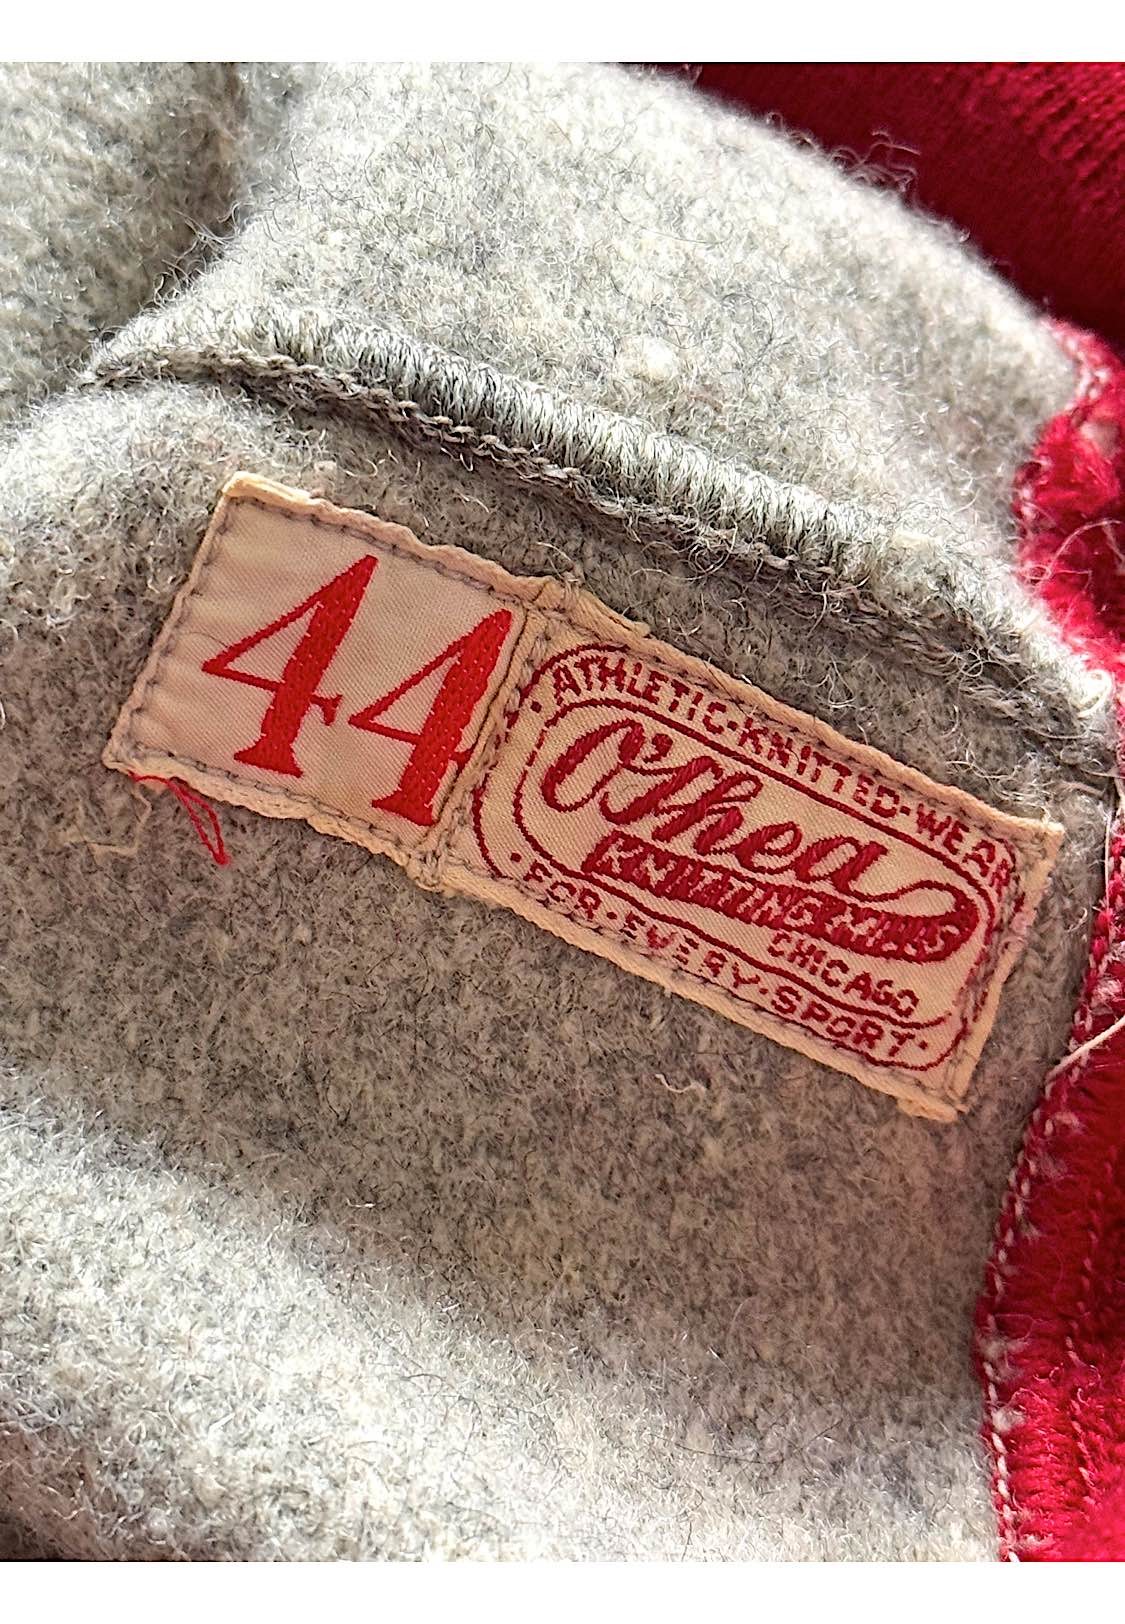 44
ATHLETIC·KNITTED·WEAR
O'Shea
KNITTING MILLS
CHICAGO
·FOR·EVERY·SPORT·